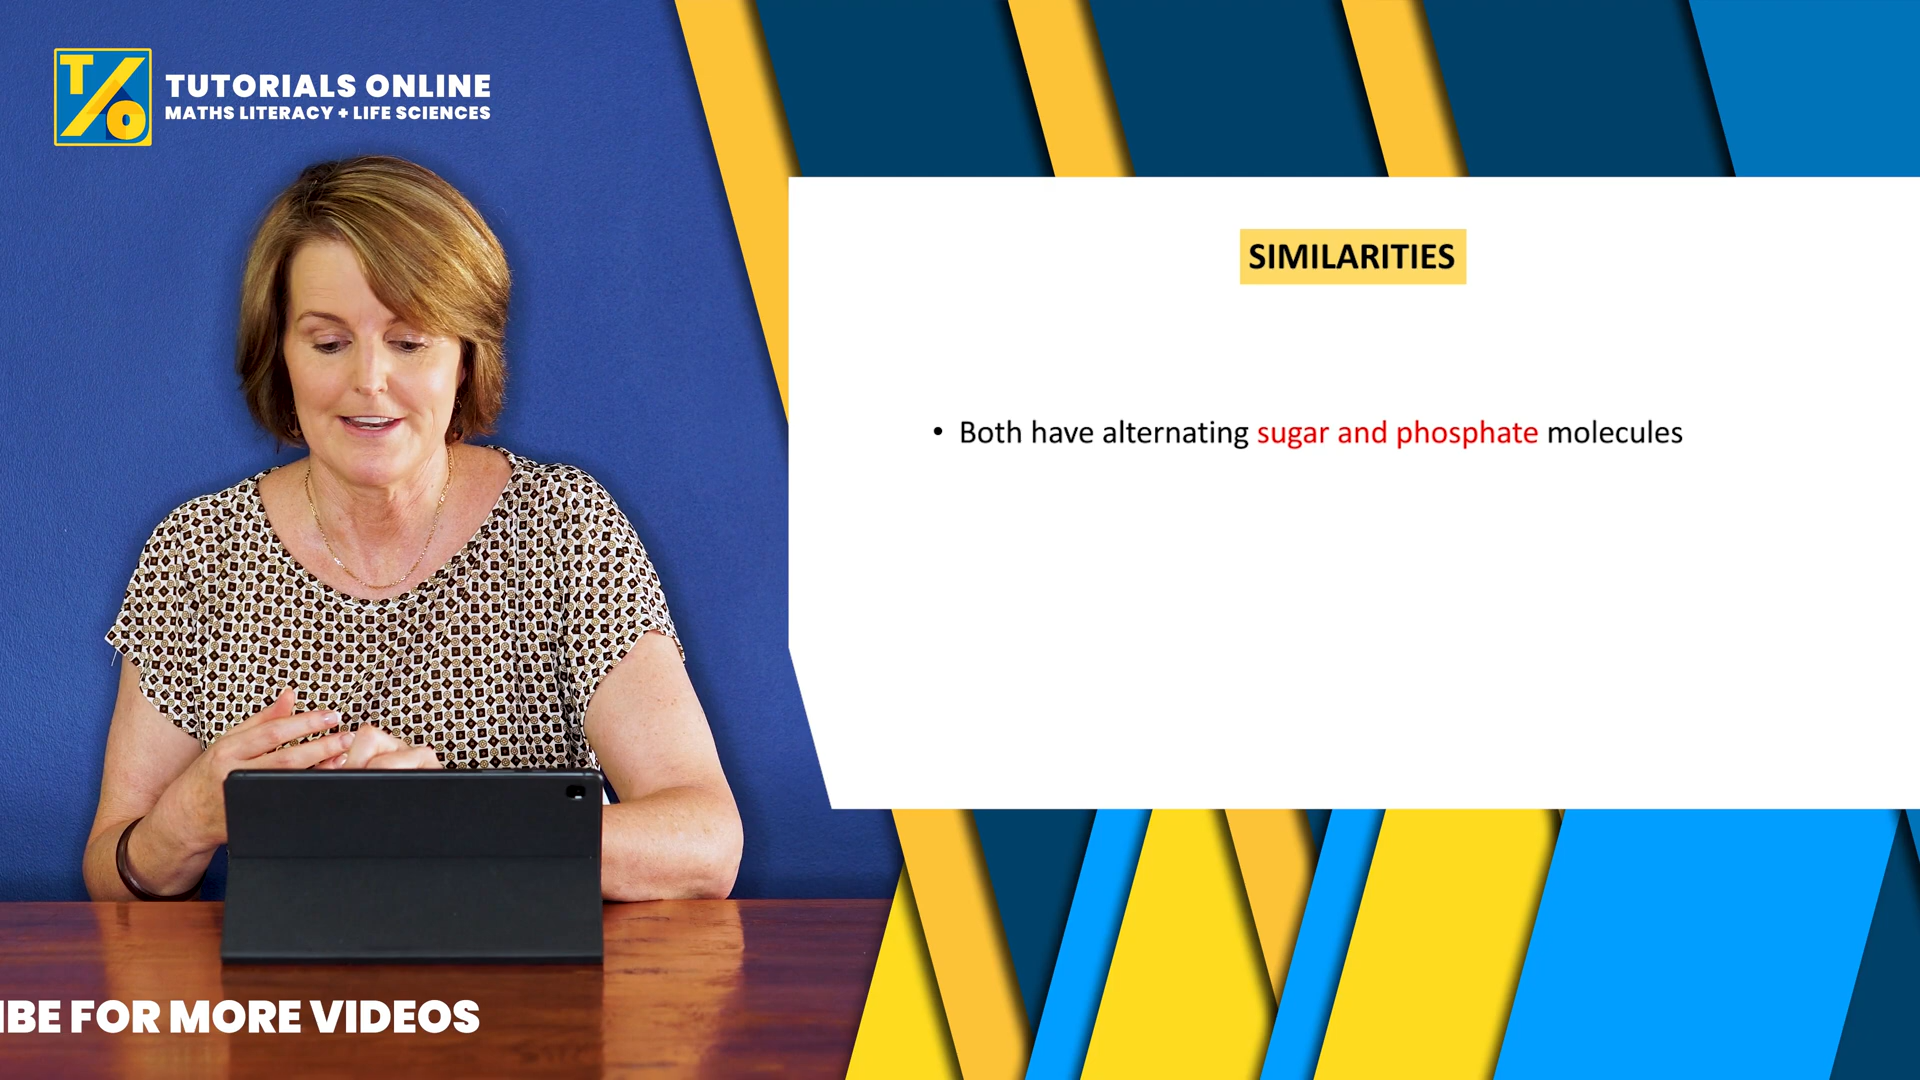 T/O
TUTORIALS ONLINE
MATHS LITERACY + LIFE SCIENCES
SIMILARITIES
• Both have alternating sugar and phosphate molecules
IBE FOR MORE VIDEOS